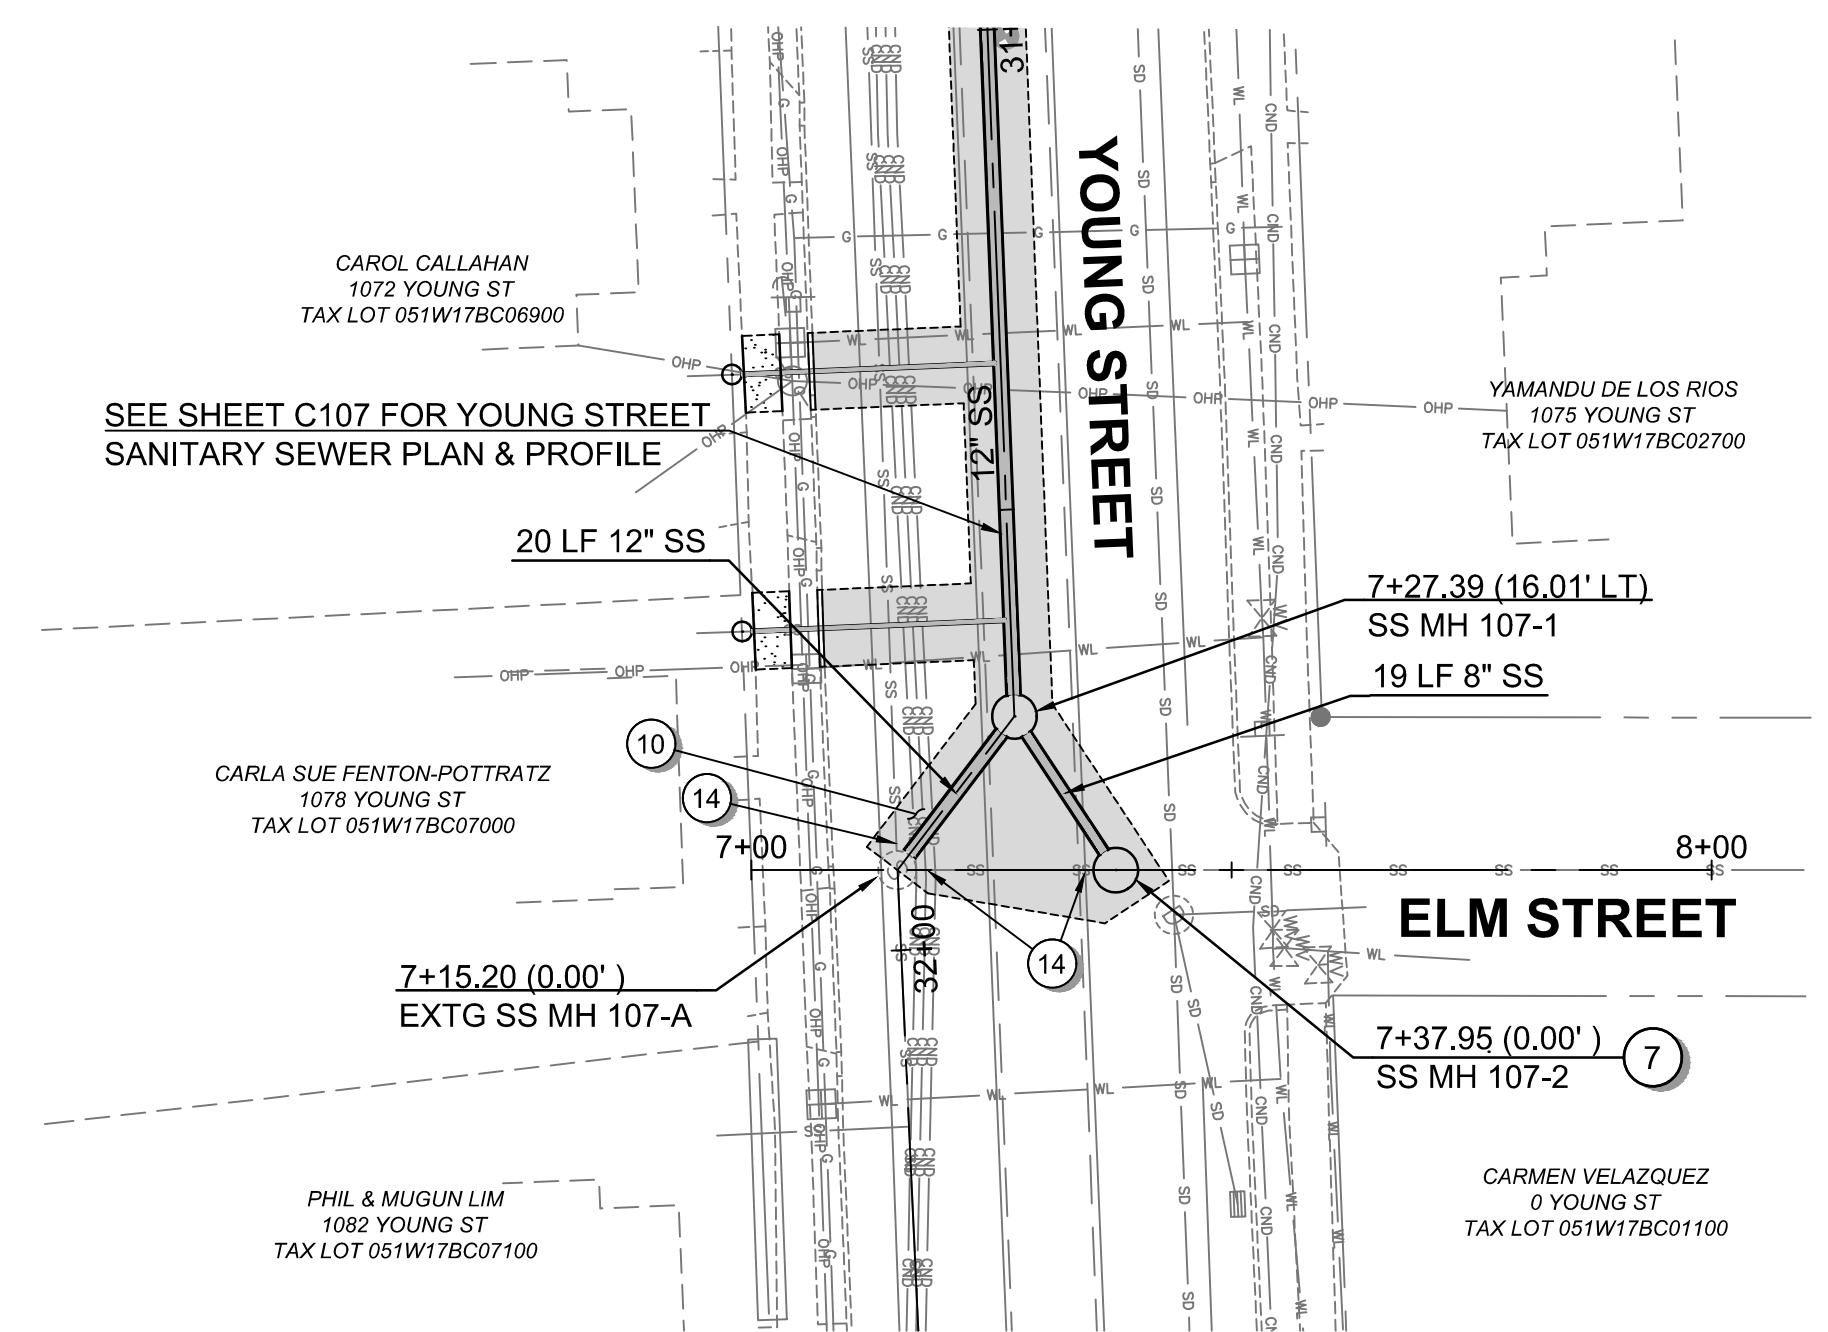 31+
YOUNG STREET
CAROL CALLAHAN
1072 YOUNG ST
TAX LOT 051W17BC06900
YAMANDU DE LOS RIOS
1075 YOUNG ST
TAX LOT 051W17BC02700
SEE SHEET C107 FOR YOUNG STREET
SANITARY SEWER PLAN & PROFILE
12" SS
20 LF 12" SS
7+27.39 (16.01' LT)
SS MH 107-1
19 LF 8" SS
10
14
CARLA SUE FENTON-POTTRATZ
1078 YOUNG ST
TAX LOT 051W17BC07000
7+00
8+00
ELM STREET
32+00
14
7+15.20 (0.00' )
EXTG SS MH 107-A
7+37.95 (0.00' )
SS MH 107-2
7
PHIL & MUGUN LIM
1082 YOUNG ST
TAX LOT 051W17BC07100
CARMEN VELAZQUEZ
0 YOUNG ST
TAX LOT 051W17BC01100